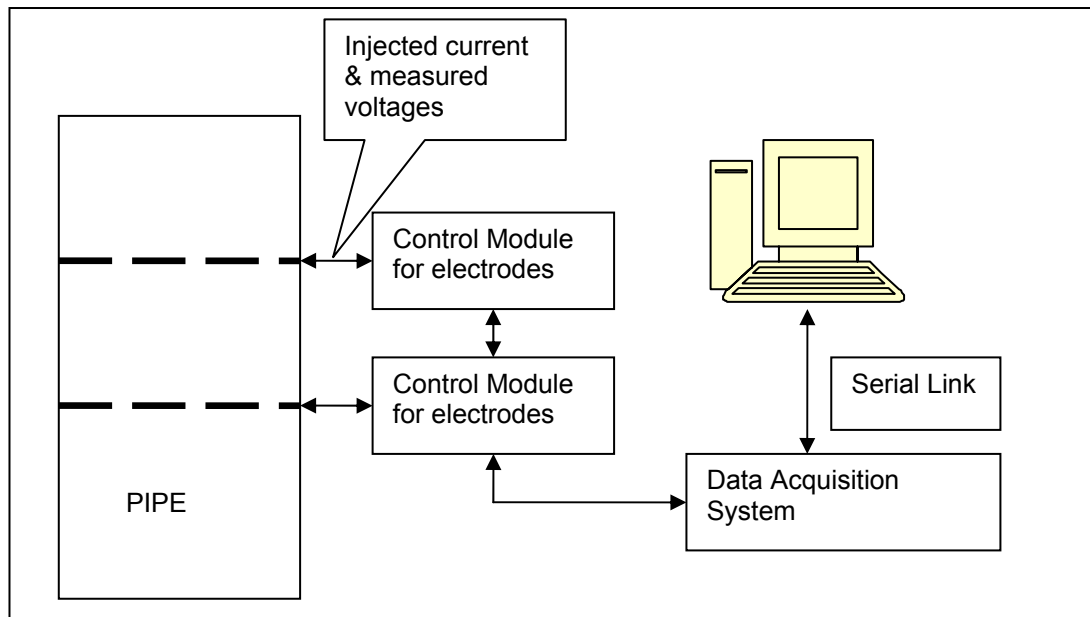 Injected current
& measured
voltages
Control Module
for electrodes
Control Module
for electrodes
Serial Link
PIPE
Data Acquisition
System